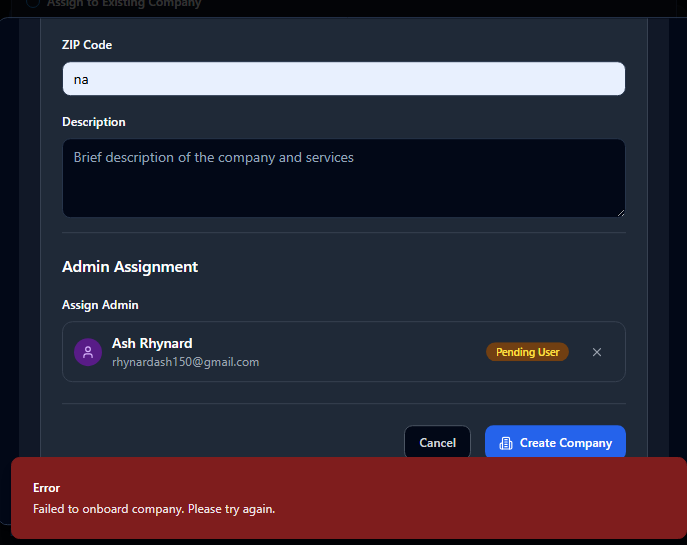 Assign to Existing Company
ZIP Code
na
Description
Brief description of the company and services
Admin Assignment
Assign Admin
Ash Rhynard
rhynardash150@gmail.com
Pending User
Cancel
Create Company
Error
Failed to onboard company. Please try again.